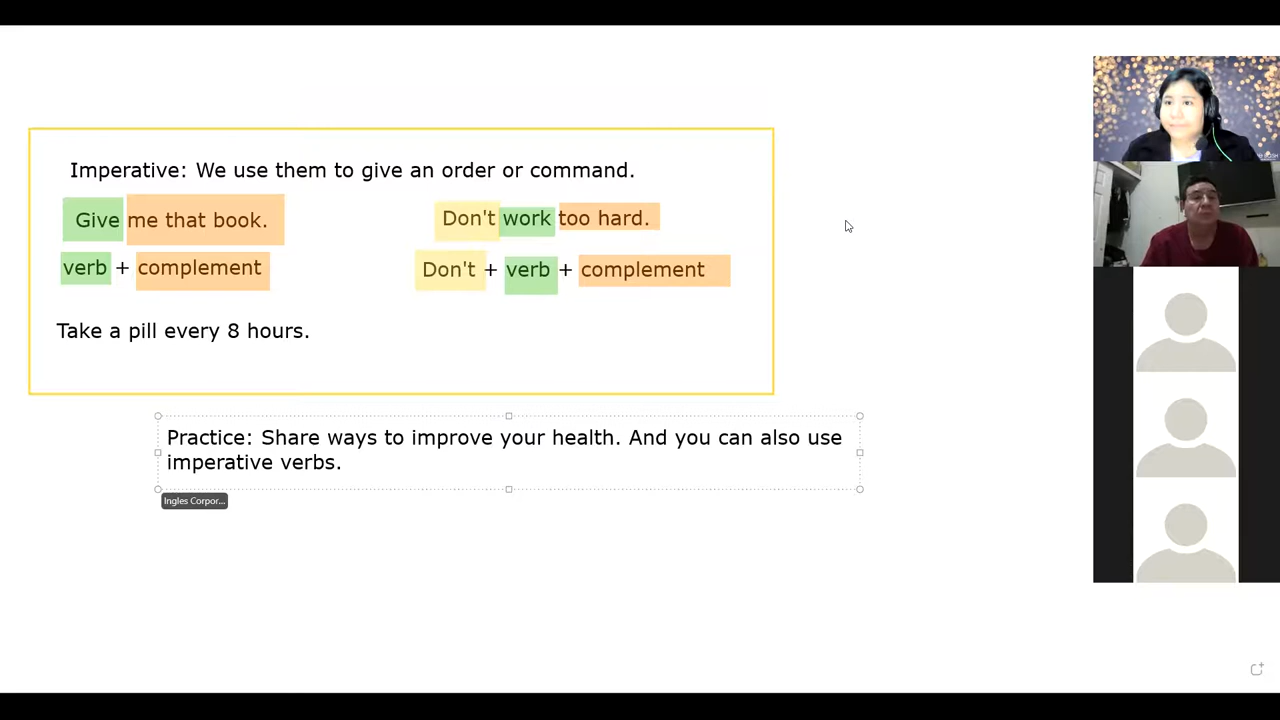 Imperative: We use them to give an order or command.
Give me that book.
Don't work too hard.
verb + complement
Don't + verb + complement
Take a pill every 8 hours.
Practice: Share ways to improve your health. And you can also use
imperative verbs.
Ingles Corpor...